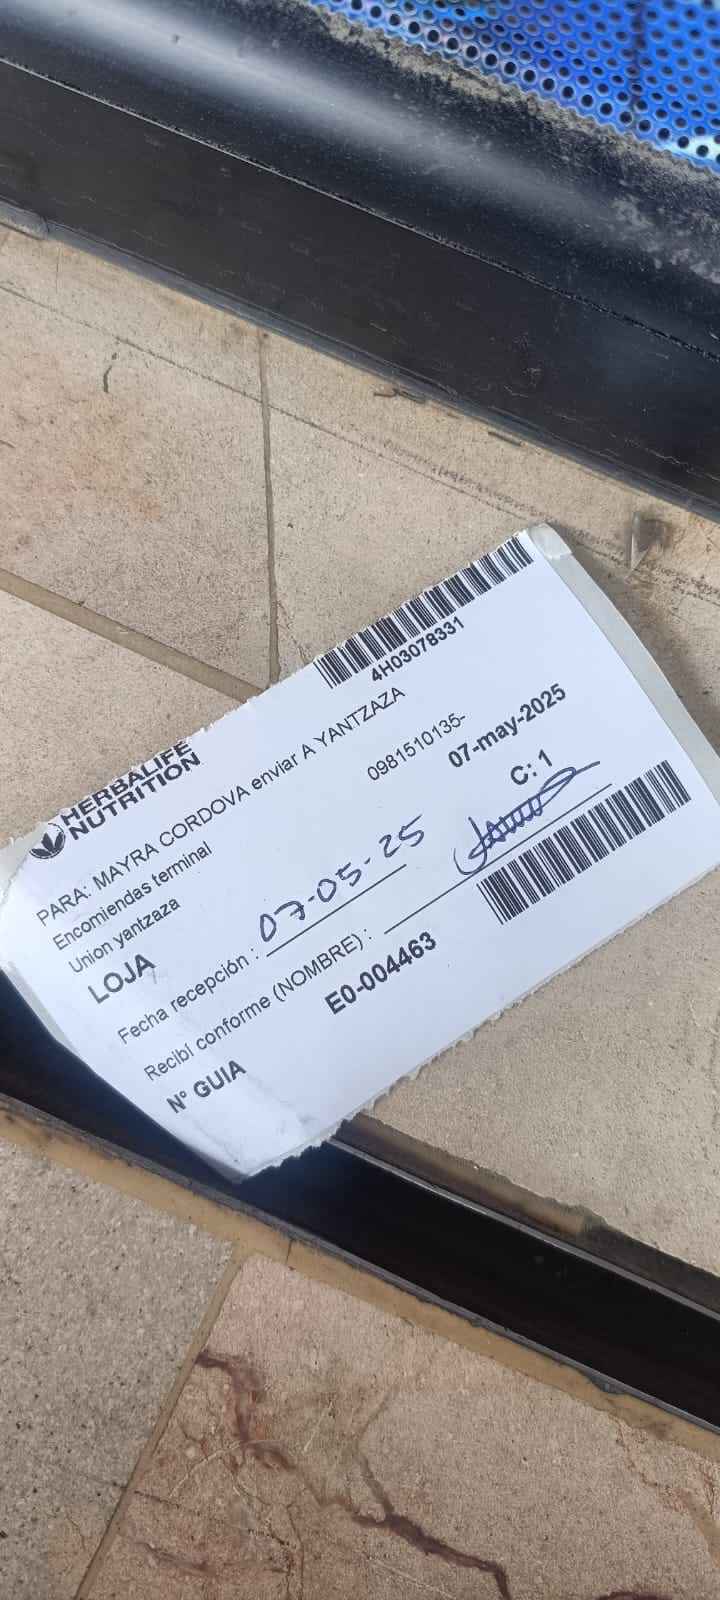 HERBALIFE
NUTRITION
4H03078331
PARA: MAYRA CORDOVA enviar A YANTZAZA
Encomiendas terminal
0981510135-
Union yantzaza
07-may-2025
LOJA
C: 1
Fecha recepción : 07-05-25
Recibí conforme (NOMBRE) :
Nº GUIA
E0-004463